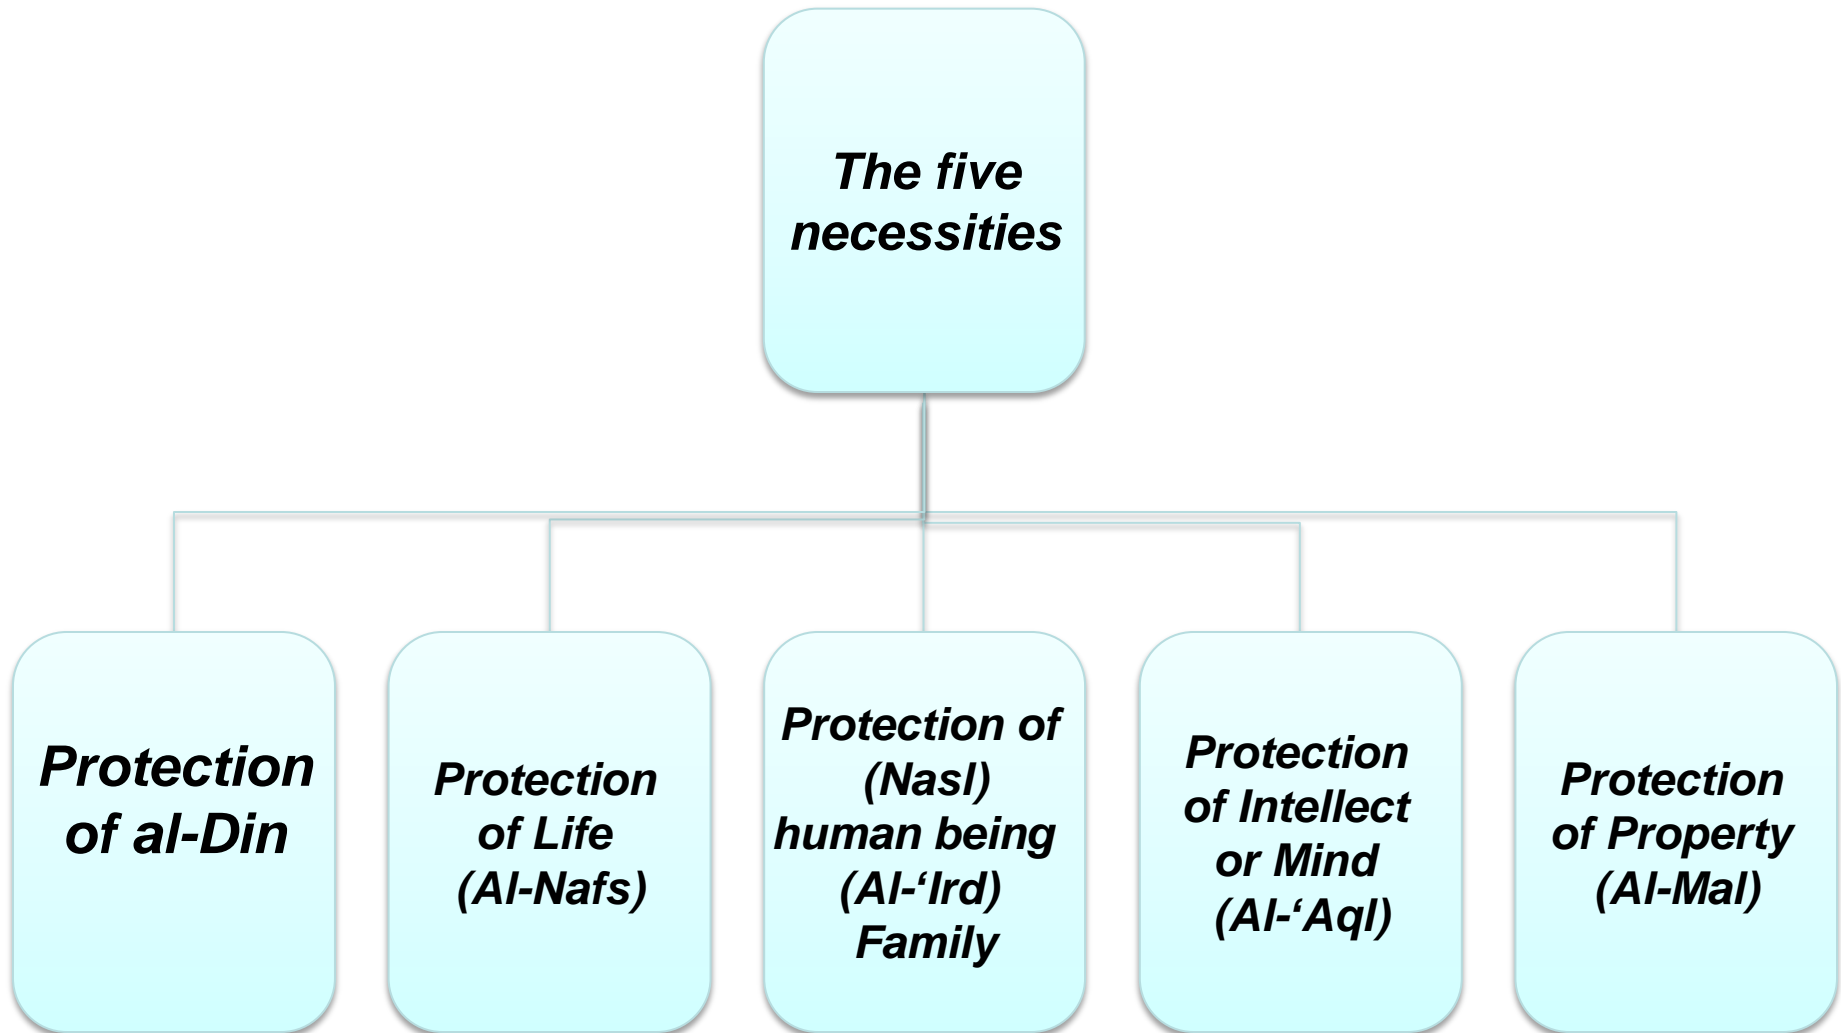 The five
necessities
Protection
of al-Din
Protection
of Life
(Al-Nafs)
Protection of
(Nasl)
human being
(Al-‘Ird)
Family
Protection
of Intellect
or Mind
(Al-‘Aql)
Protection
of Property
(Al-Mal)